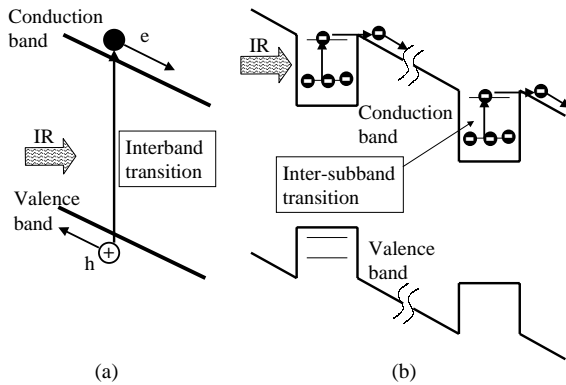 Conduction
band
e
IR
Interband
transition
Valence
band
+
h
(a)
IR
Conduction
band
Inter-subband
transition
Valence
band
(b)